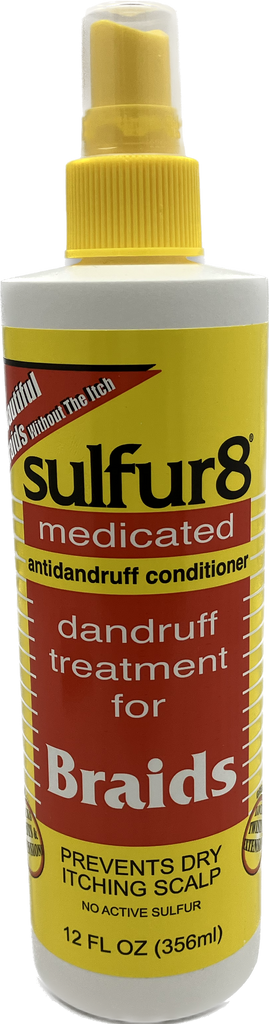 Without The Itch
sulfur8®
medicated
antidandruff conditioner
dandruff
treatment
for
Braids
PREVENTS DRY
ITCHING SCALP
NO ACTIVE SULFUR
12 FL OZ (356ml)